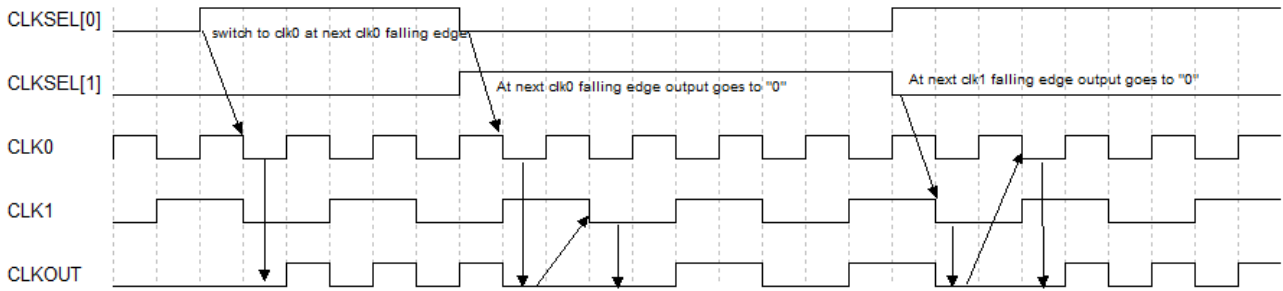 CLKSEL[0]
switch to clk0 at next clk0 falling edge
CLKSEL[1]
At next clk0 falling edge output goes to "0"
At next clk1 falling edge output goes to "0"
CLK0
CLK1
CLKOUT